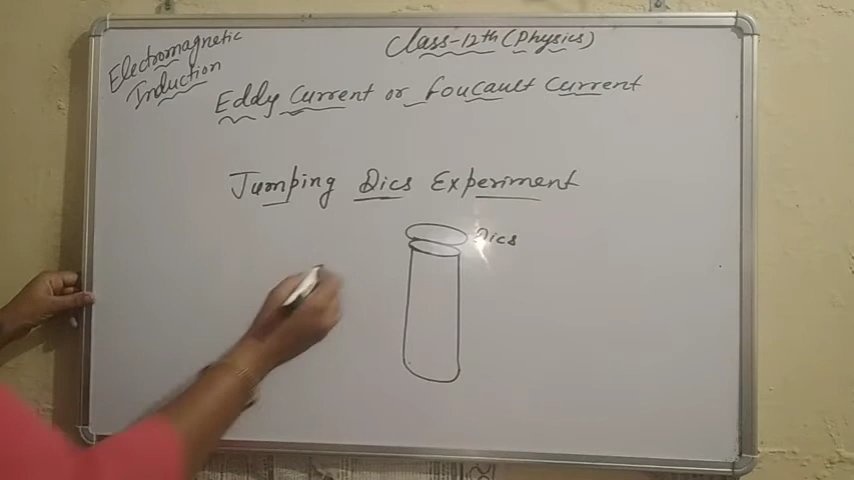 Electromagnetic
Induction
Class-12th (Physics)
Eddy Current or Foucault Current
Jumping Dics Experiment
Dics